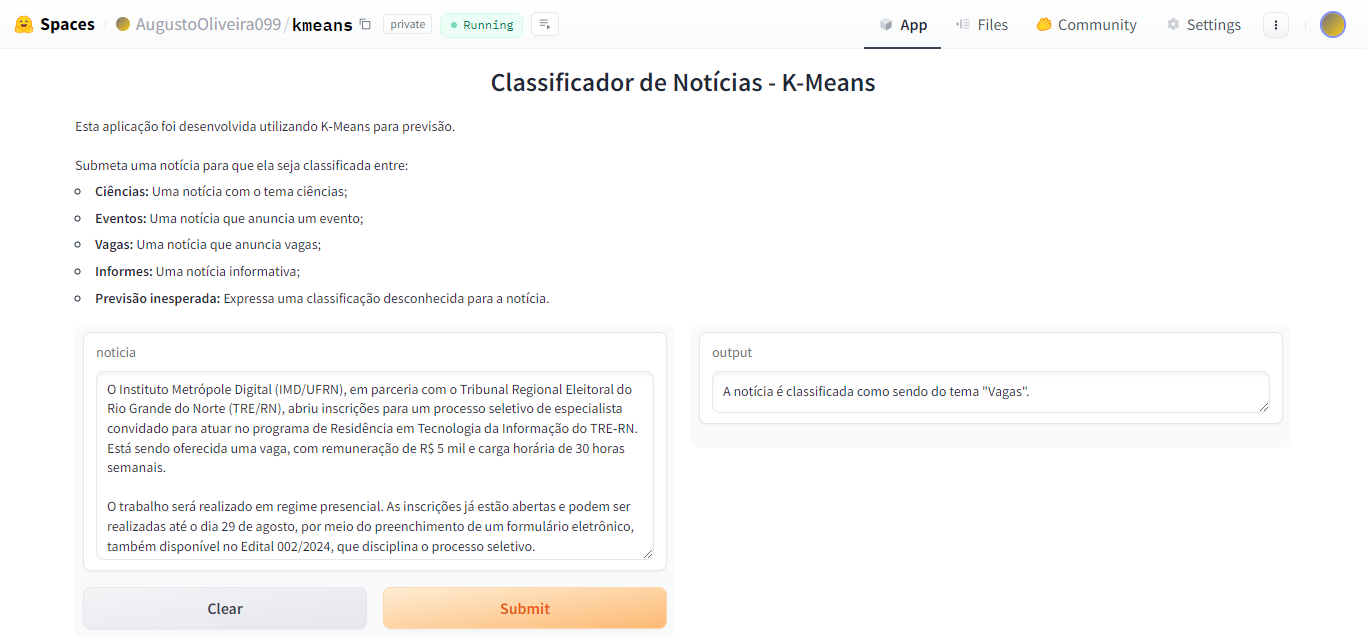 Spaces AugustoOliveira099/kmeans private Running App Files Community Settings
Classificador de Notícias - K-Means
Esta aplicação foi desenvolvida utilizando K-Means para previsão.
Submeta uma notícia para que ela seja classificada entre:
Ciências: Uma notícia com o tema ciências;
Eventos: Uma notícia que anuncia um evento;
Vagas: Uma notícia que anuncia vagas;
Informes: Uma notícia informativa;
Previsão inesperada: Expressa uma classificação desconhecida para a notícia.
noticia
O Instituto Metrópole Digital (IMD/UFRN), em parceria com o Tribunal Regional Eleitoral do
Rio Grande do Norte (TRE/RN), abriu inscrições para um processo seletivo de especialista
convidado para atuar no programa de Residência em Tecnologia da Informação do TRE-RN.
Está sendo oferecida uma vaga, com remuneração de R$ 5 mil e carga horária de 30 horas
semanais.
O trabalho será realizado em regime presencial. As inscrições já estão abertas e podem ser
realizadas até o dia 29 de agosto, por meio do preenchimento de um formulário eletrônico,
também disponível no Edital 002/2024, que disciplina o processo seletivo.
Clear
Submit
output
A notícia é classificada como sendo do tema "Vagas".